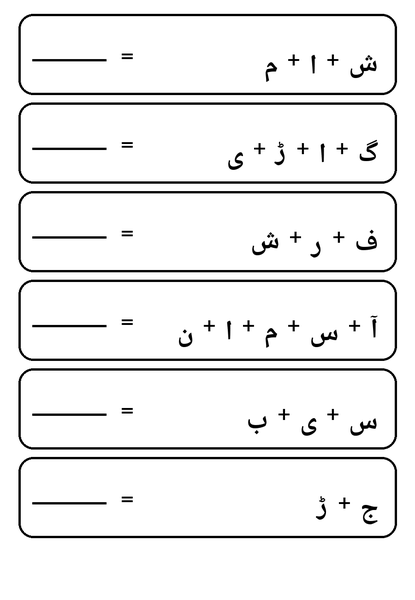 ش + ا + م = ______
گ + ا + ڑ + ی = ______
ف + ر + ش = ______
آ + س + م + ا + ن = ______
س + ی + ب = ______
ج + ڑ = ______